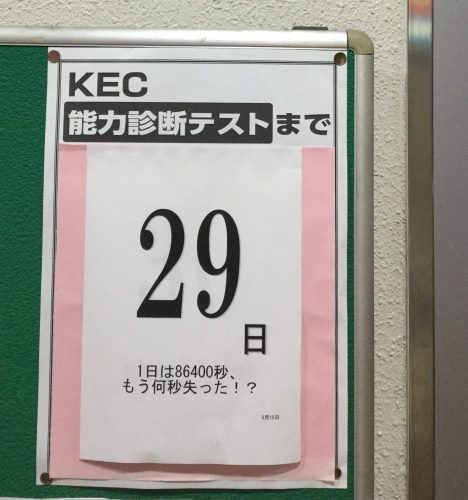 KEC
能力診断テストまで
29
日
1日は86400秒、
もう何秒失った!?